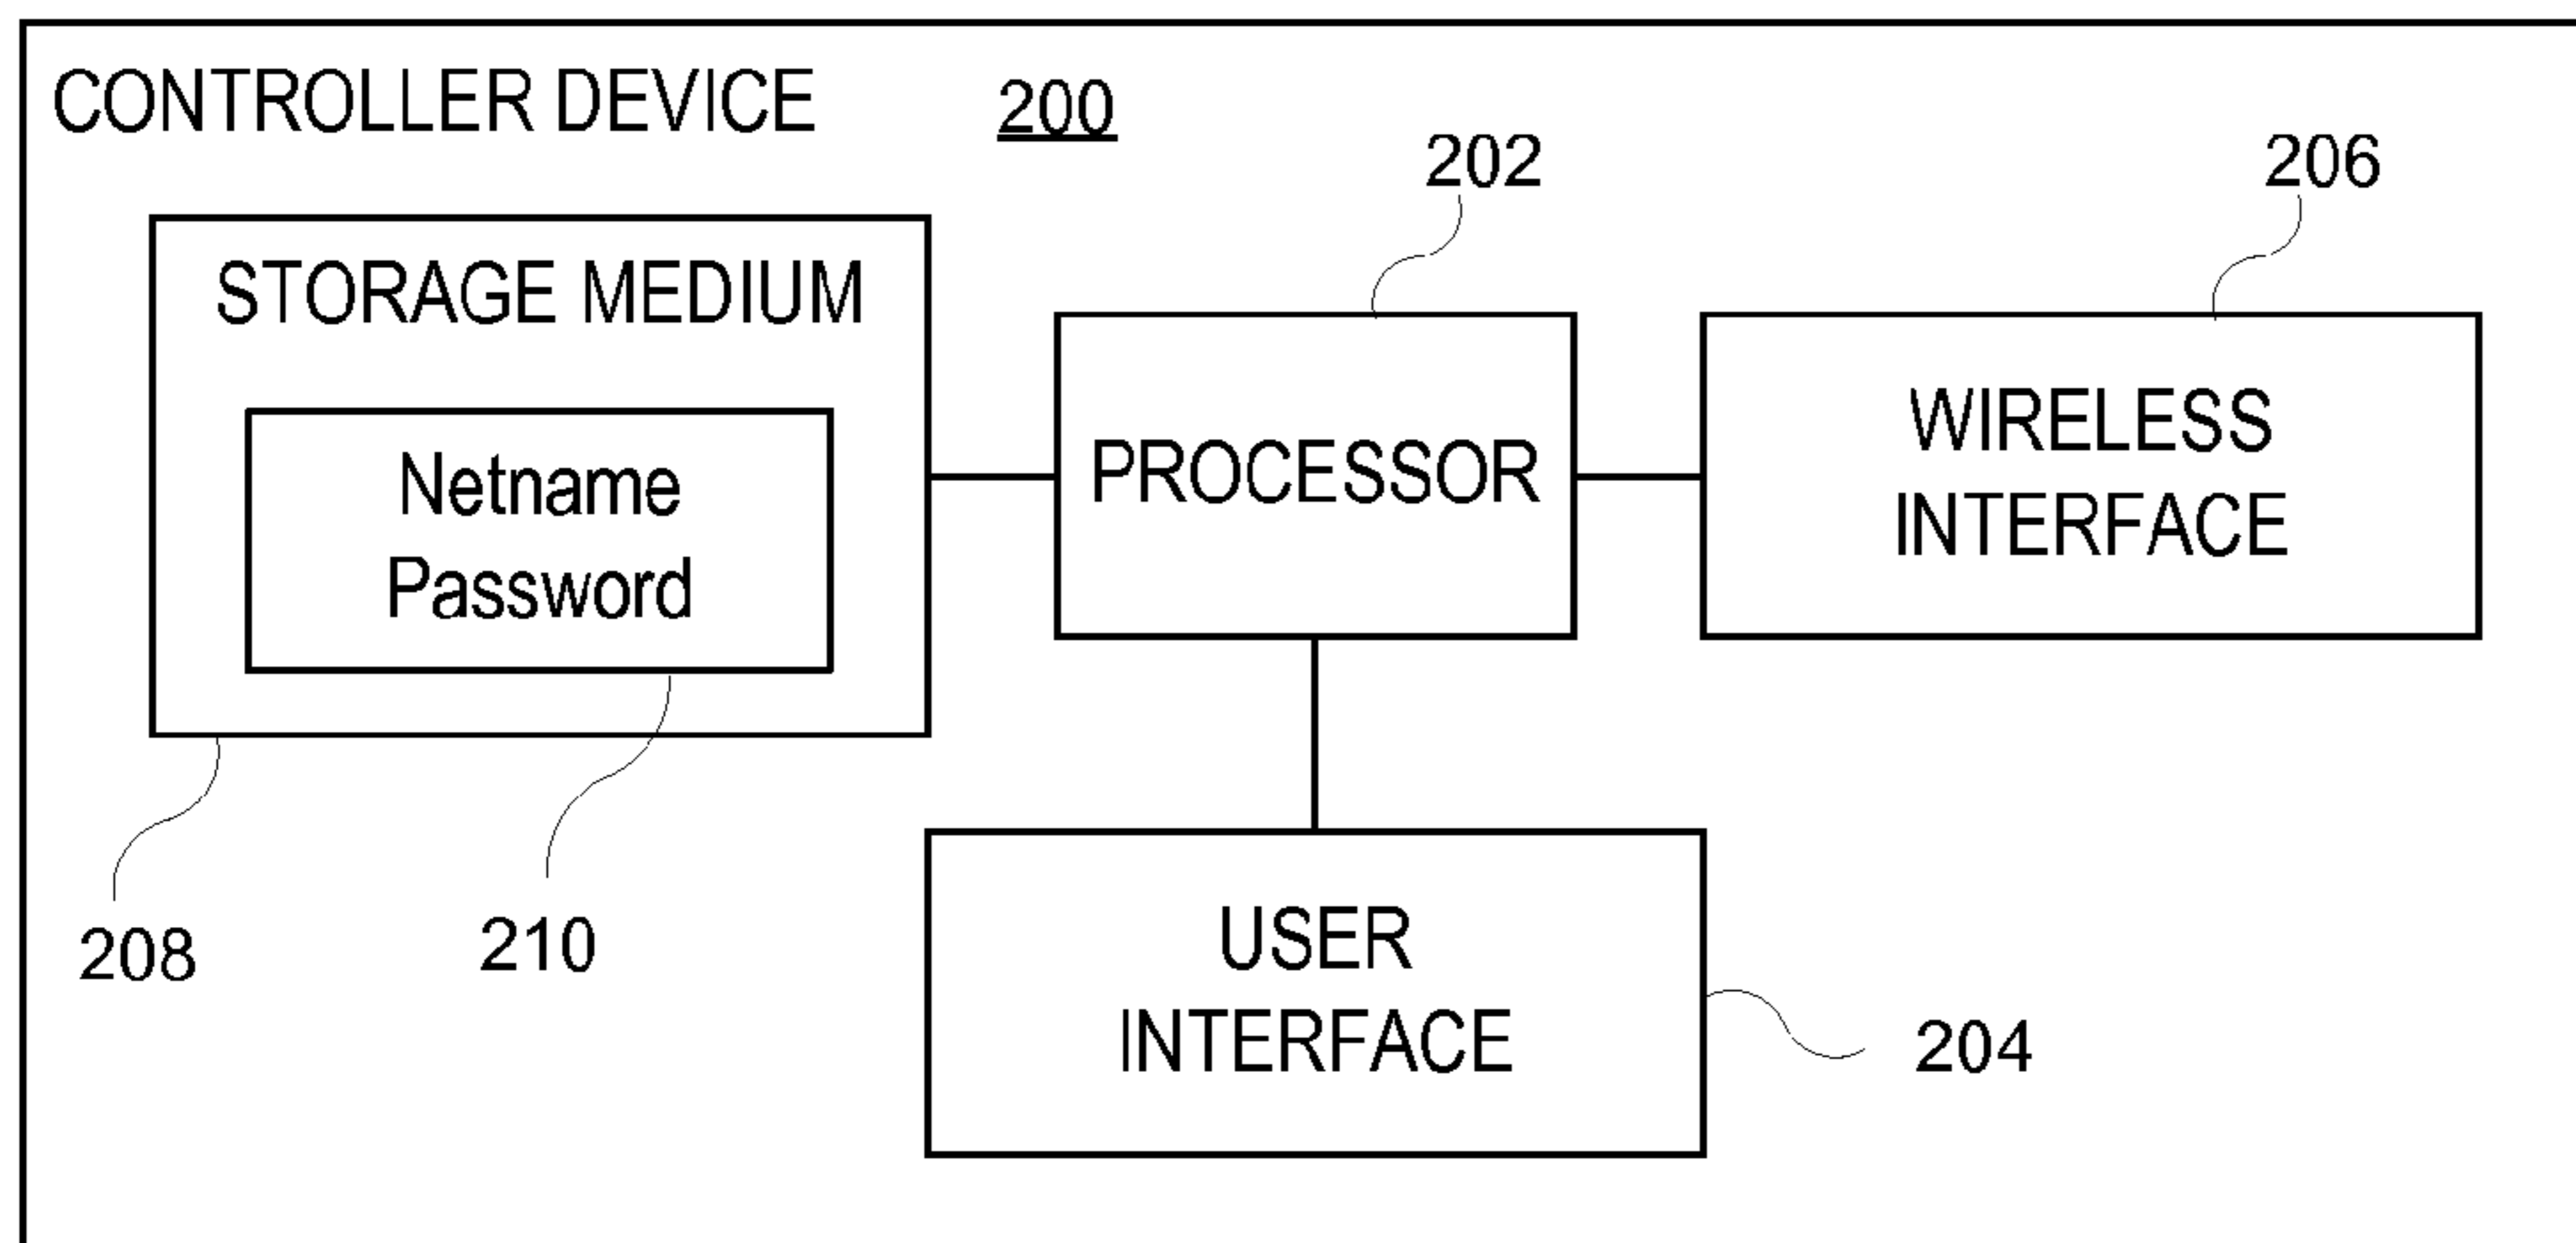 CONTROLLER DEVICE 200
202
206
STORAGE MEDIUM
Netname
Password
PROCESSOR
WIRELESS
INTERFACE
208
210
USER
INTERFACE
204